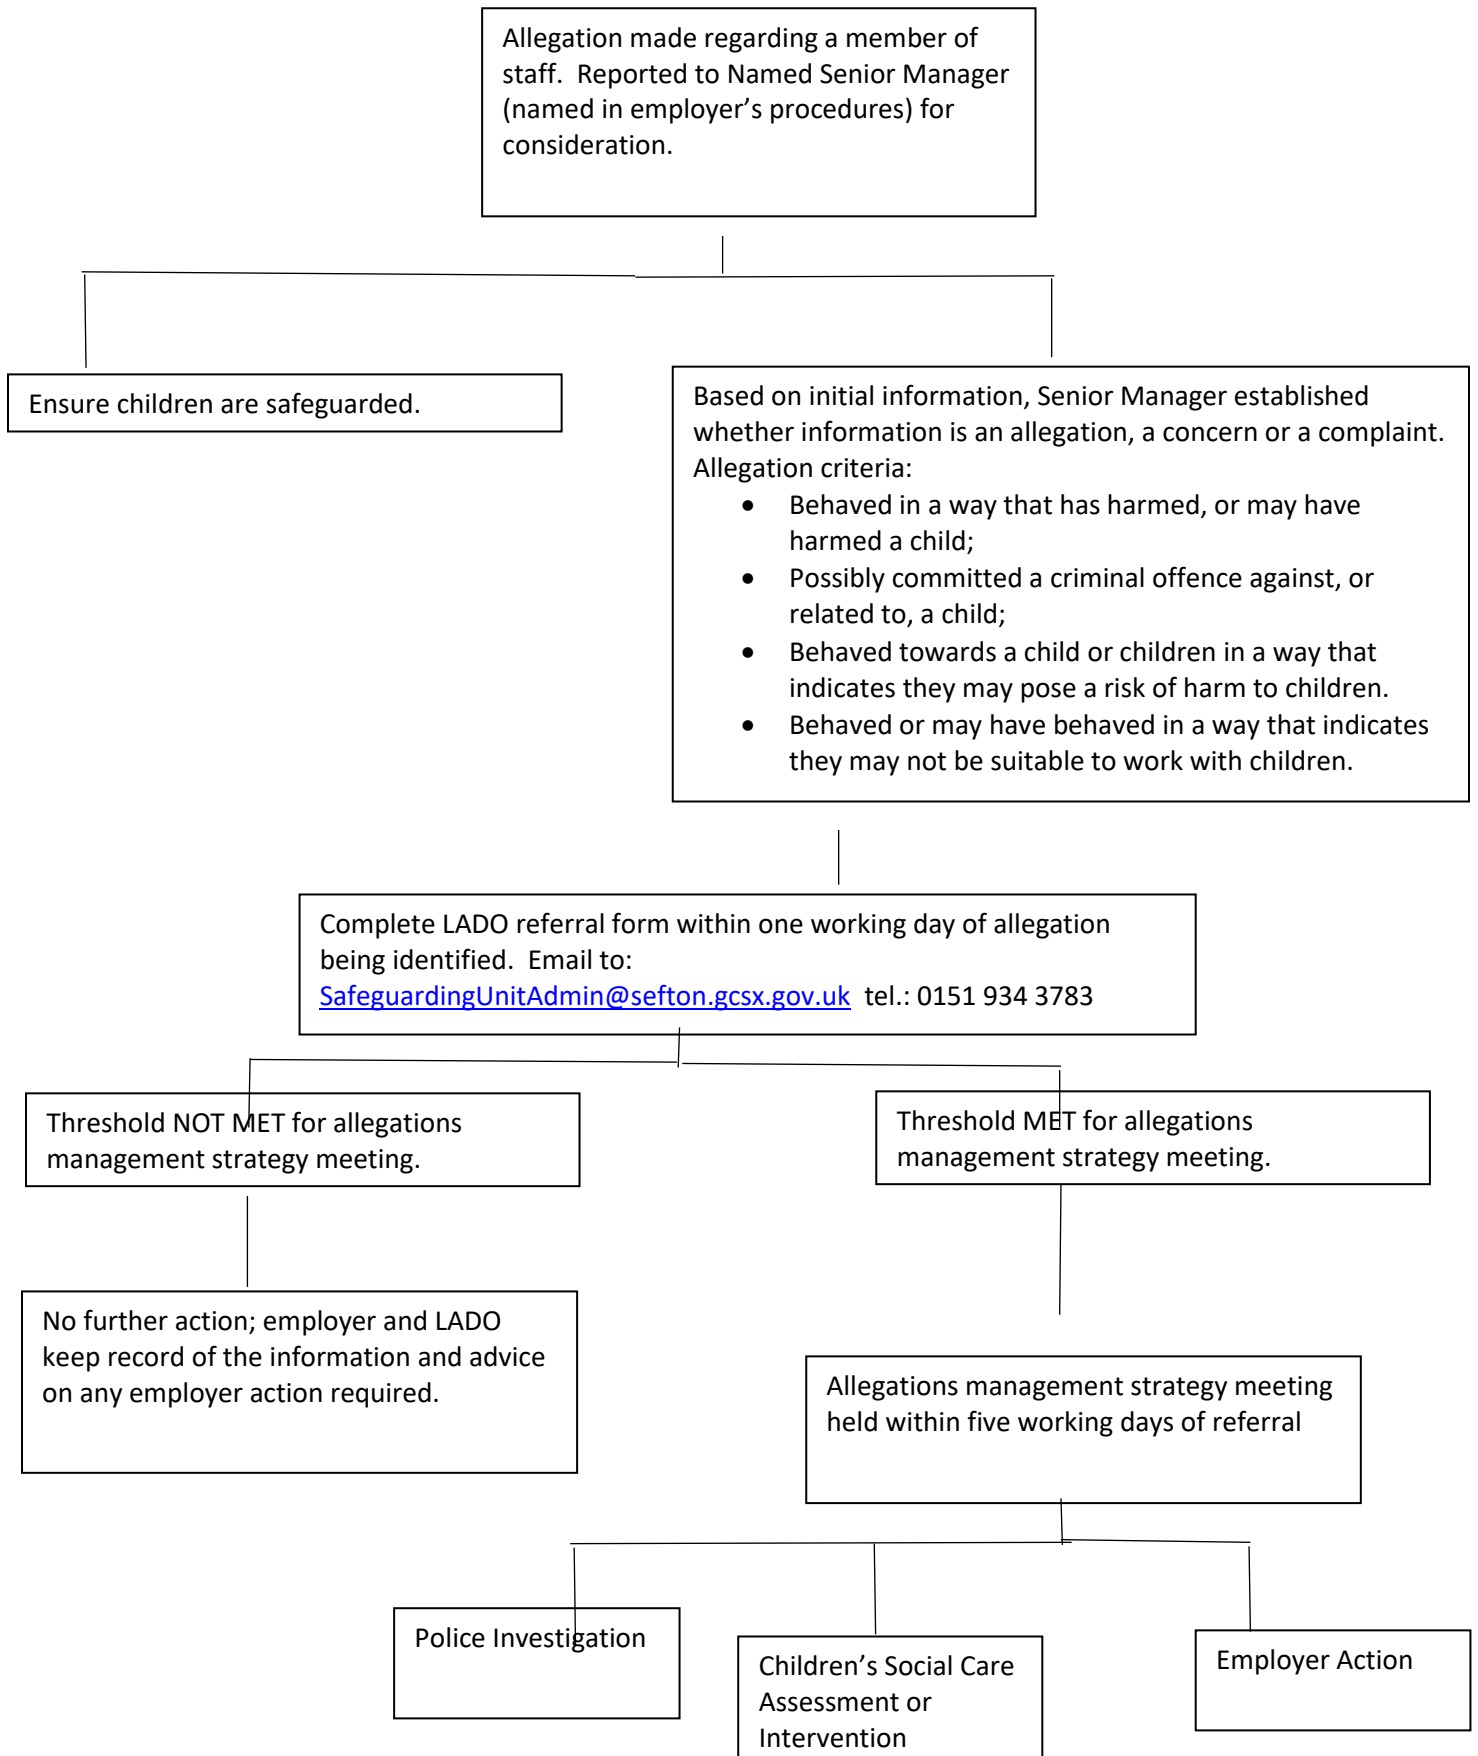 Allegation made regarding a member of
staff.  Reported to Named Senior Manager
(named in employer’s procedures) for
consideration.
Ensure children are safeguarded.
Based on initial information, Senior Manager established
whether information is an allegation, a concern or a complaint.
Allegation criteria:
• Behaved in a way that has harmed, or may have
harmed a child;
• Possibly committed a criminal offence against, or
related to, a child;
• Behaved towards a child or children in a way that
indicates they may pose a risk of harm to children.
• Behaved or may have behaved in a way that indicates
they may not be suitable to work with children.
Complete LADO referral form within one working day of allegation
being identified.  Email to:
SafeguardingUnitAdmin@sefton.gcsx.gov.uk  tel.: 0151 934 3783
Threshold NOT MET for allegations
management strategy meeting.
Threshold MET for allegations
management strategy meeting.
No further action; employer and LADO
keep record of the information and advice
on any employer action required.
Allegations management strategy meeting
held within five working days of referral
Police Investigation
Children’s Social Care
Assessment or
Intervention
Employer Action